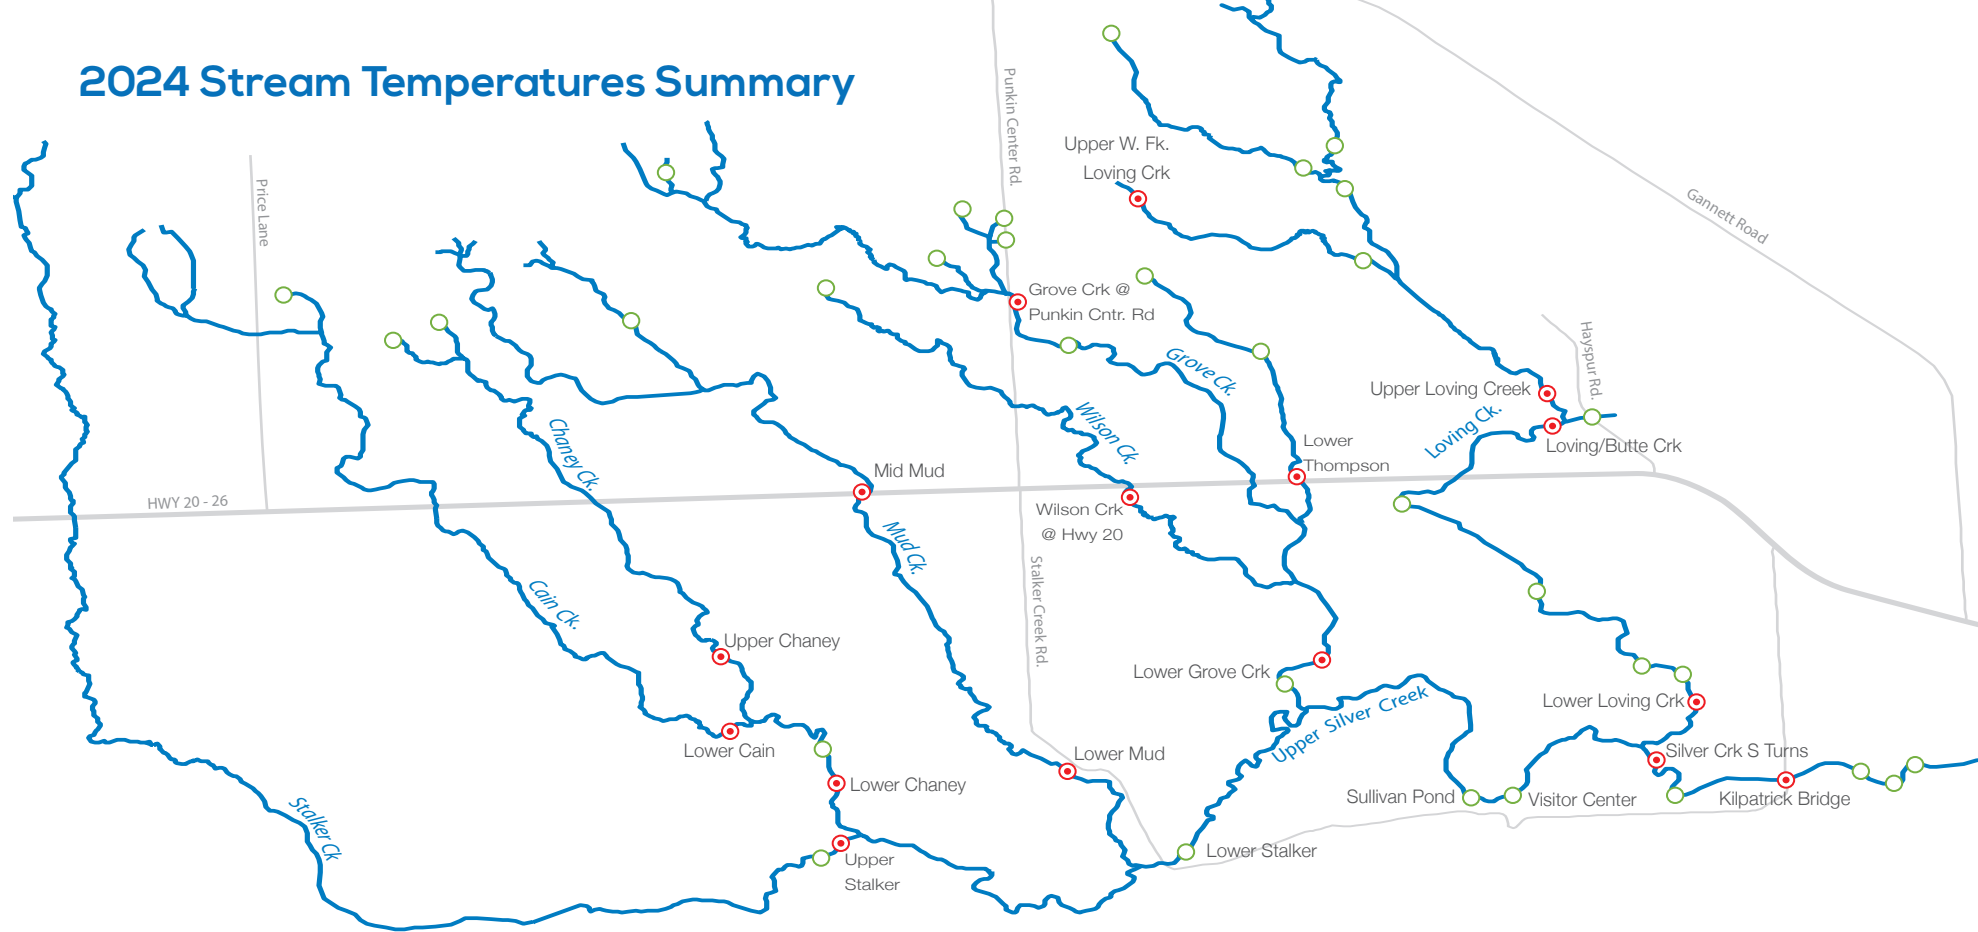 2024 Stream Temperatures Summary
Punkin Center Rd.
Upper W. Fk.
Loving Crk
Price Lane
Gannett Road
Grove Crk @
Punkin Cntr. Rd
Hayspur Rd.
Grove Ck.
Upper Loving Creek
Wilson Ck.
Loving Ck.
Chaney Ck.
Loving/Butte Crk
Lower
Thompson
Mid Mud
HWY 20 - 26
Wilson Crk
@ Hwy 20
Mud Ck.
Cain Ck.
Stalker Creek Rd.
Upper Chaney
Lower Grove Crk
Lower Loving Crk
Upper Silver Creek
Lower Cain
Lower Mud
Silver Crk S Turns
Lower Chaney
Sullivan Pond
Visitor Center
Kilpatrick Bridge
Stalker Ck
Lower Stalker
Upper
Stalker